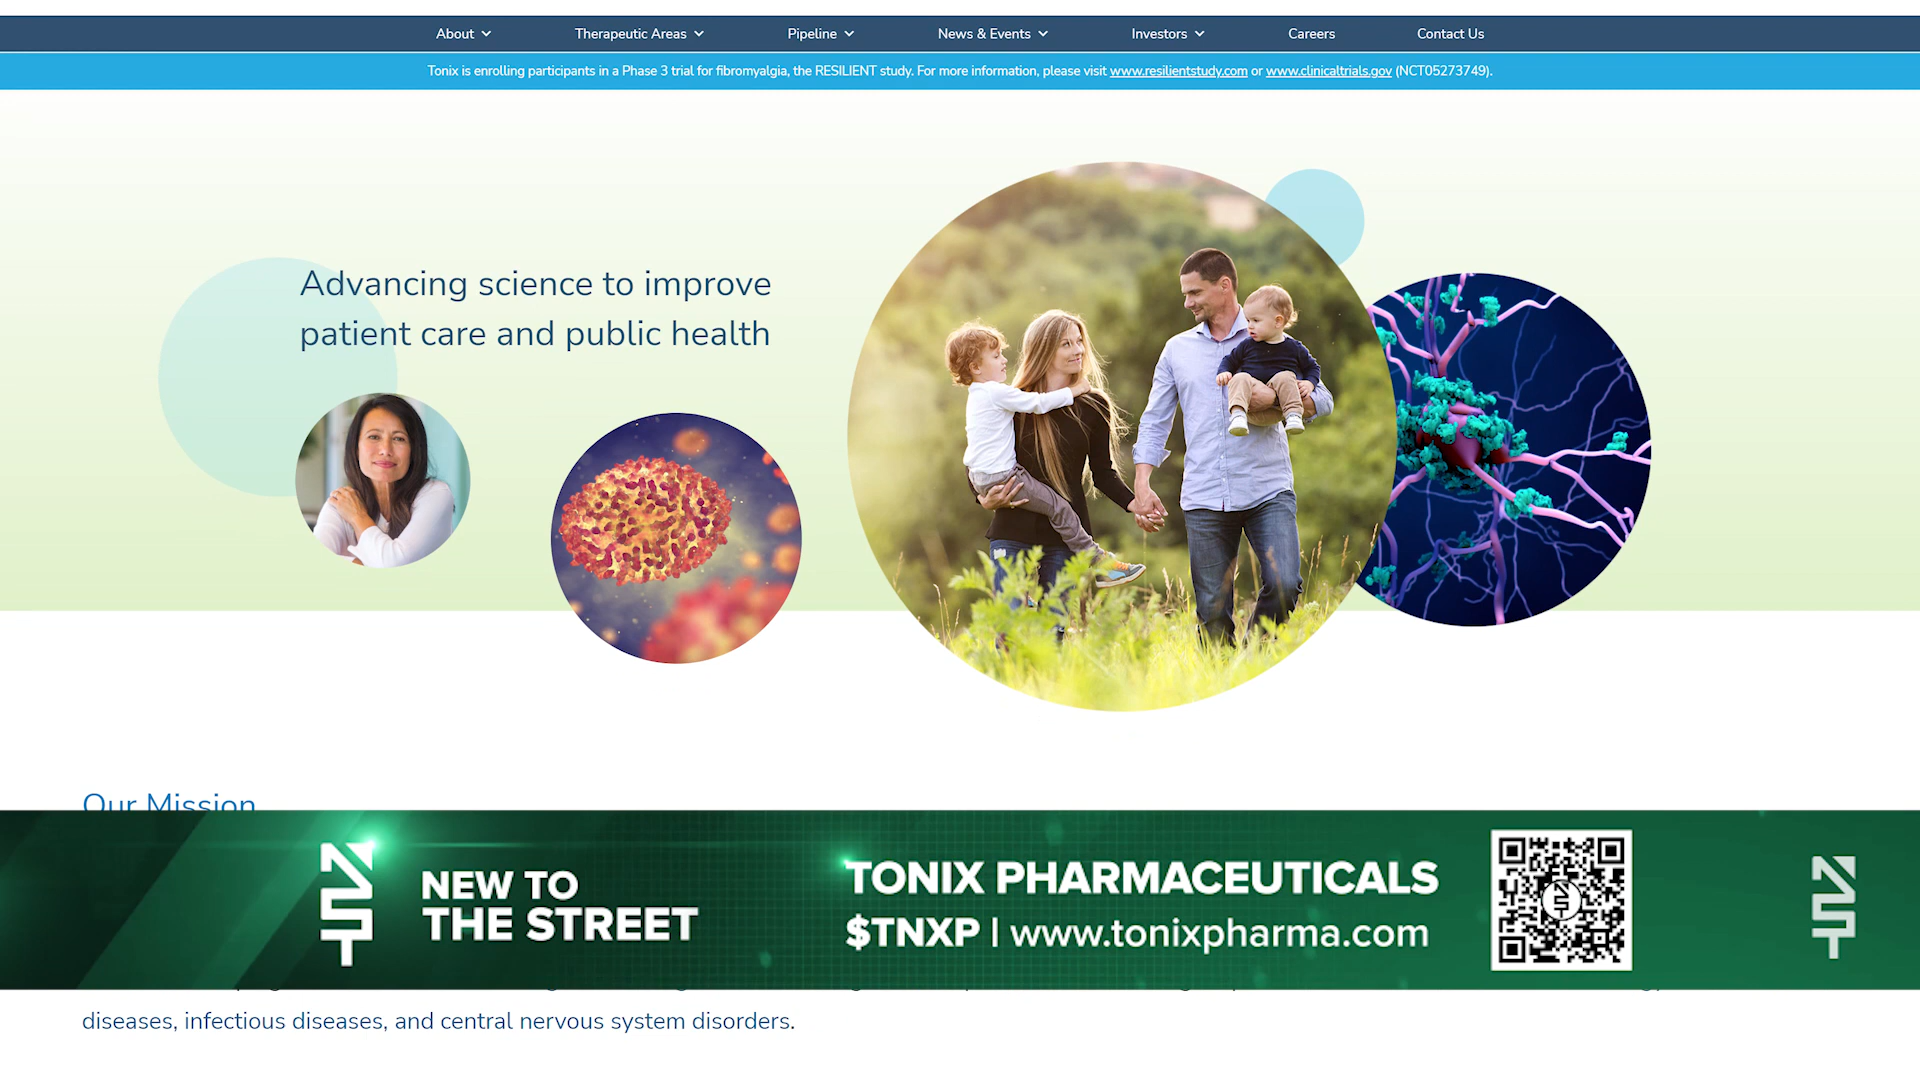 About
Therapeutic Areas
Pipeline
News & Events
Investors
Careers
Contact Us
Tonix is enrolling participants in a Phase 3 trial for fibromyalgia, the RESILIENT study. For more information, please visit www.resilientstudy.com or www.clinicaltrials.gov (NCT05273749).
Advancing science to improve
patient care and public health
Our Mission
NEW TO
THE STREET
TONIX PHARMACEUTICALS
$TNXP | www.tonixpharma.com
diseases, infectious diseases, and central nervous system disorders.